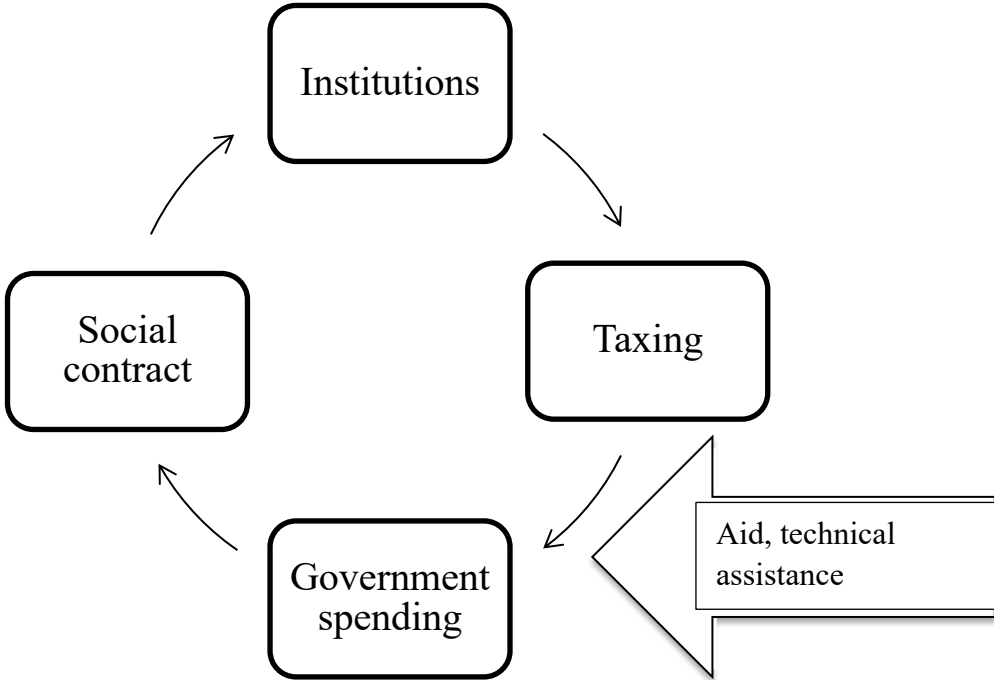 Institutions
Social
contract
Taxing
Government
spending
Aid, technical
assistance